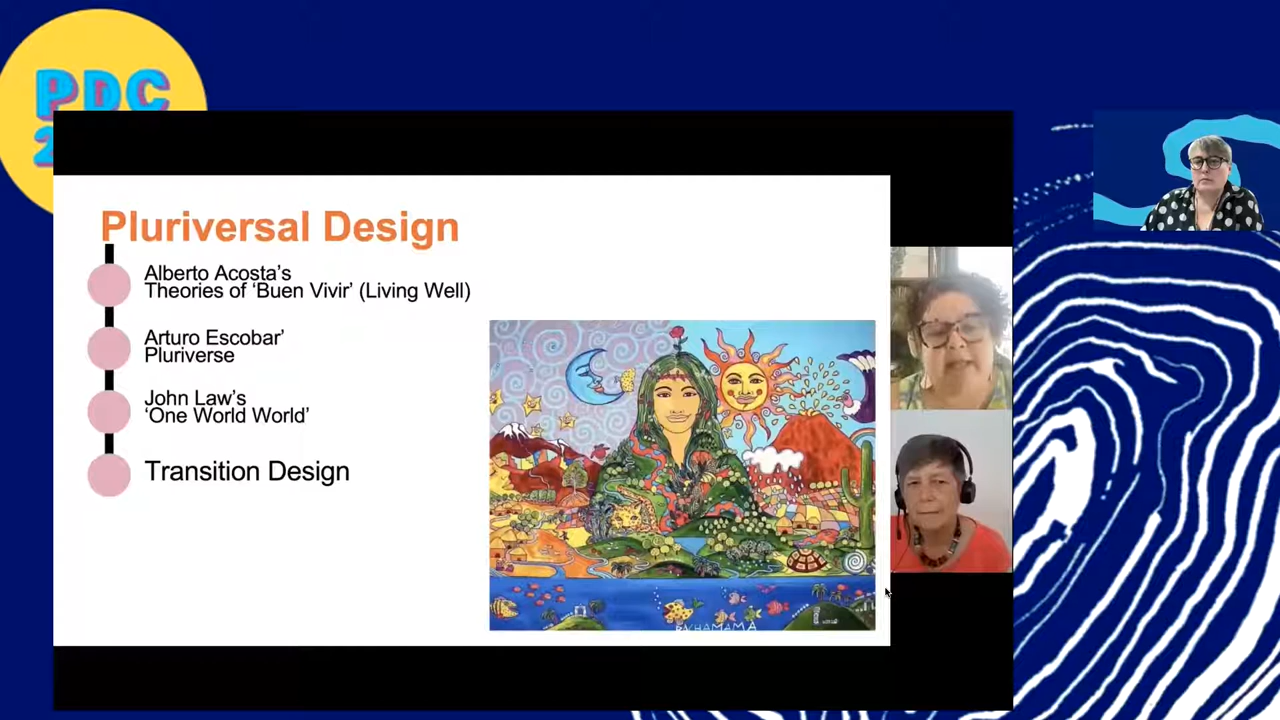 PDC
2
Pluriversal Design
Alberto Acosta’s
Theories of ‘Buen Vivir’ (Living Well)
Arturo Escobar’
Pluriverse
John Law’s
‘One World World’
Transition Design
PACHAMAMA